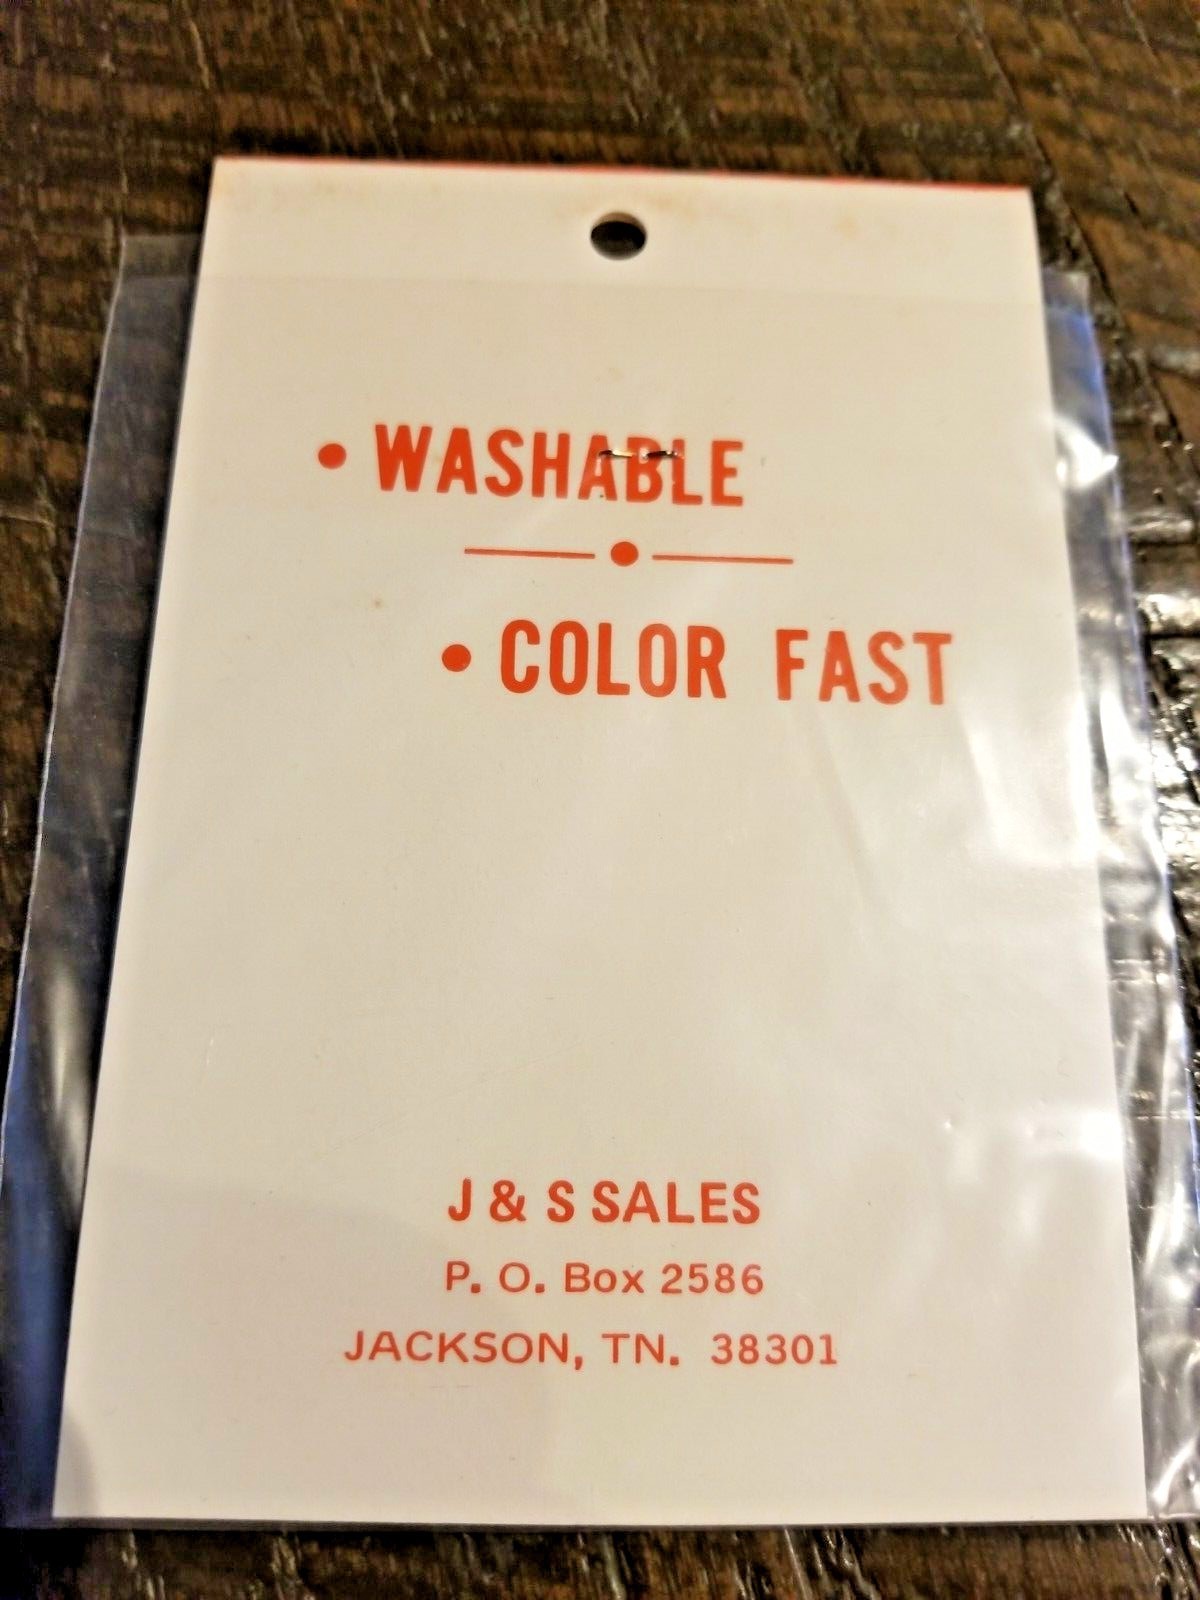 • WASHABLE
• COLOR FAST
J & S SALES
P. O. Box 2586
JACKSON, TN. 38301